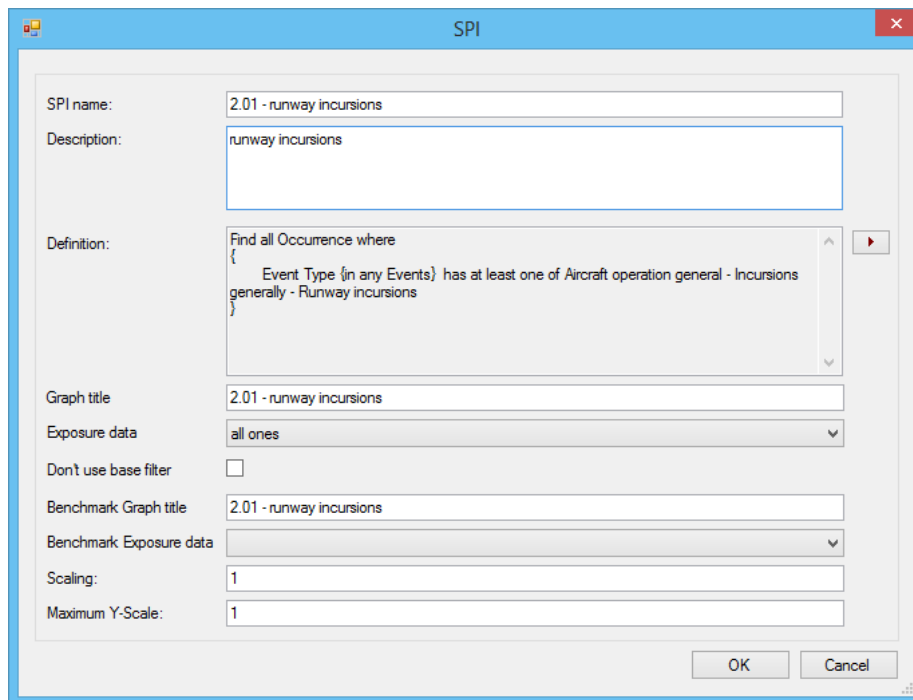 SPI
SPI name:
2.01 - runway incursions
Description:
runway incursions
Definition:
Find all Occurrence where
{
Event Type {in any Events} has at least one of Aircraft operation general - Incursions
generally - Runway incursions
}
Graph title
2.01 - runway incursions
Exposure data
all ones
Don't use base filter
Benchmark Graph title
2.01 - runway incursions
Benchmark Exposure data
Scaling:
1
Maximum Y-Scale:
1
OK
Cancel